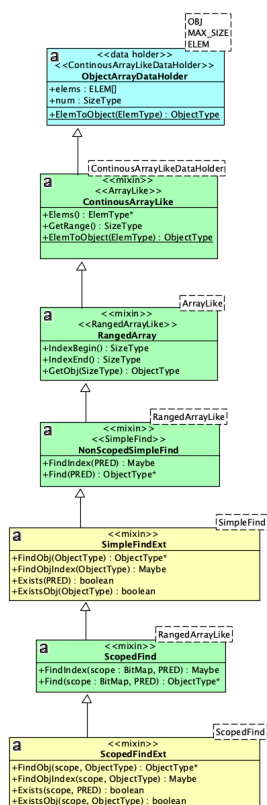 OBJ
MAX_SIZE
ELEM
a
<<data holder>>
<<ContinousArrayLikeDataHolder>>
ObjectArrayDataHolder
+elems : ELEM[]
+num : SizeType
+ElemToObject(ElemType) : ObjectType
ContinousArrayLikeDataHolder
a
<<mixin>>
<<ArrayLike>>
ContinousArrayLike
+Elems() : ElemType*
+GetRange() : SizeType
+ElemToObject(ElemType) : ObjectType
ArrayLike
a
<<mixin>>
<<RangedArrayLike>>
RangedArray
+IndexBegin() : SizeType
+IndexEnd() : SizeType
+GetObj(SizeType) : ObjectType
RangedArrayLike
a
<<mixin>>
<<SimpleFind>>
NonScopedSimpleFind
+FindIndex(PRED) : Maybe
+Find(PRED) : ObjectType*
SimpleFind
a
<<mixin>>
SimpleFindExt
+FindObj(ObjectType) : ObjectType*
+FindObjIndex(ObjectType) : Maybe
+Exists(PRED) : boolean
+ExistsObj(ObjectType) : boolean
RangedArrayLike
a
<<mixin>>
ScopedFind
+FindIndex(scope : BitMap, PRED) : Maybe
+Find(scope : BitMap, PRED) : ObjectType*
ScopedFind
a
<<mixin>>
ScopedFindExt
+FindObj(scope, ObjectType) : ObjectType*
+FindObjIndex(scope, ObjectType) : Maybe
+Exists(scope, PRED) : boolean
+ExistsObj(scope, ObjectType) : boolean